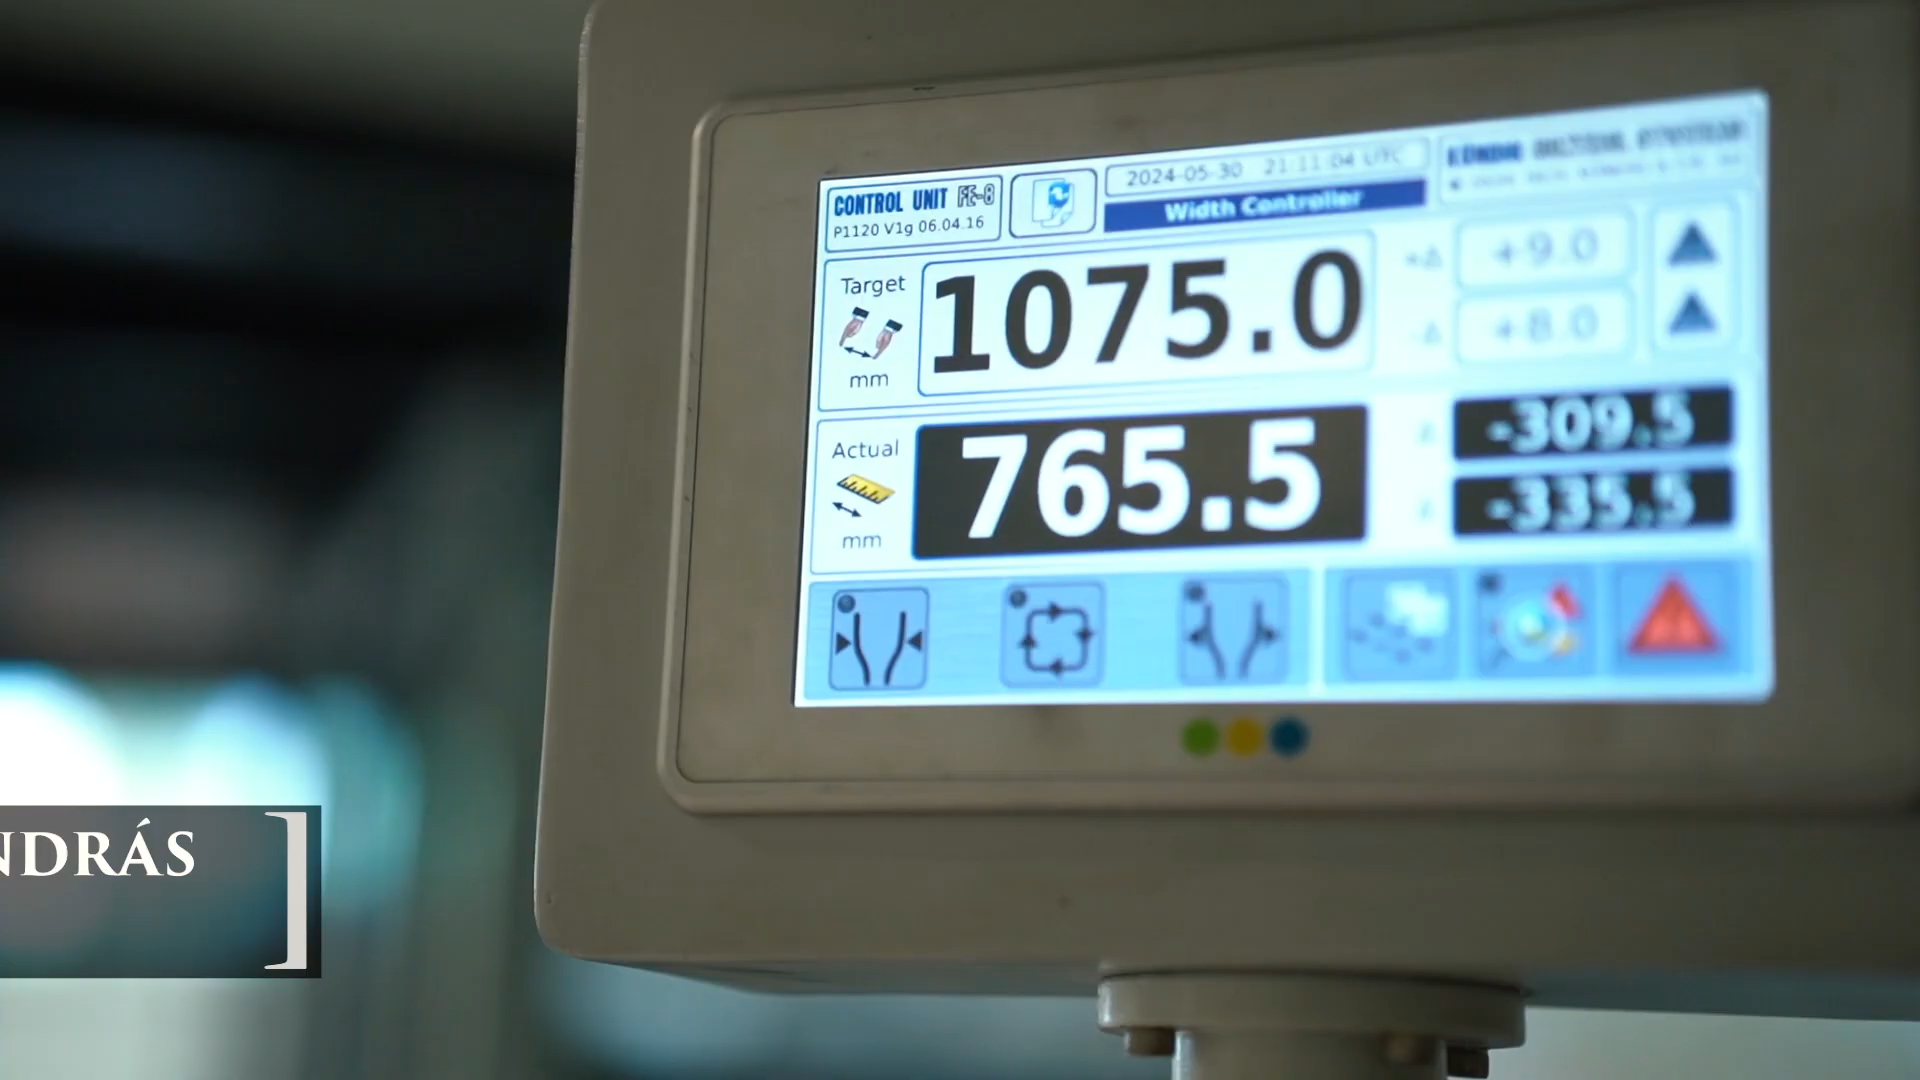 CONTROL UNIT FE-8
P1120 V1g 06.04.16
2024-05-30 21:11:04 UTC
Width Controller
KÜNDIG
Target
mm
1075.0
+Δ
+9.0
-Δ
+8.0
Actual
mm
765.5
-309.5
-335.5
NDRÁS